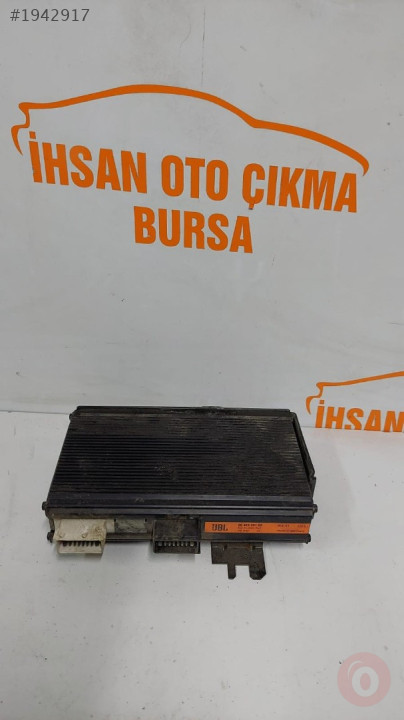 #1942917
İHSAN OTO ÇIKMA
BURSA
İHSAN
JBL